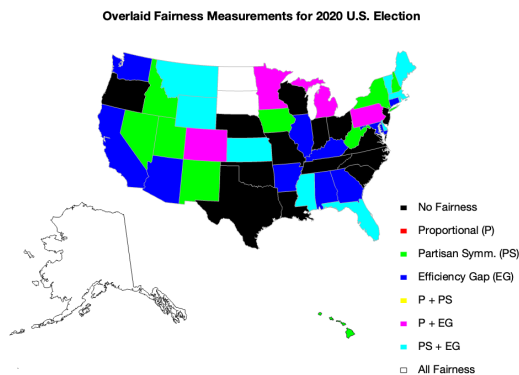 Overlaid Fairness Measurements for 2020 U.S. Election
No Fairness
Proportional (P)
Partisan Symm. (PS)
Efficiency Gap (EG)
P + PS
P + EG
PS + EG
All Fairness